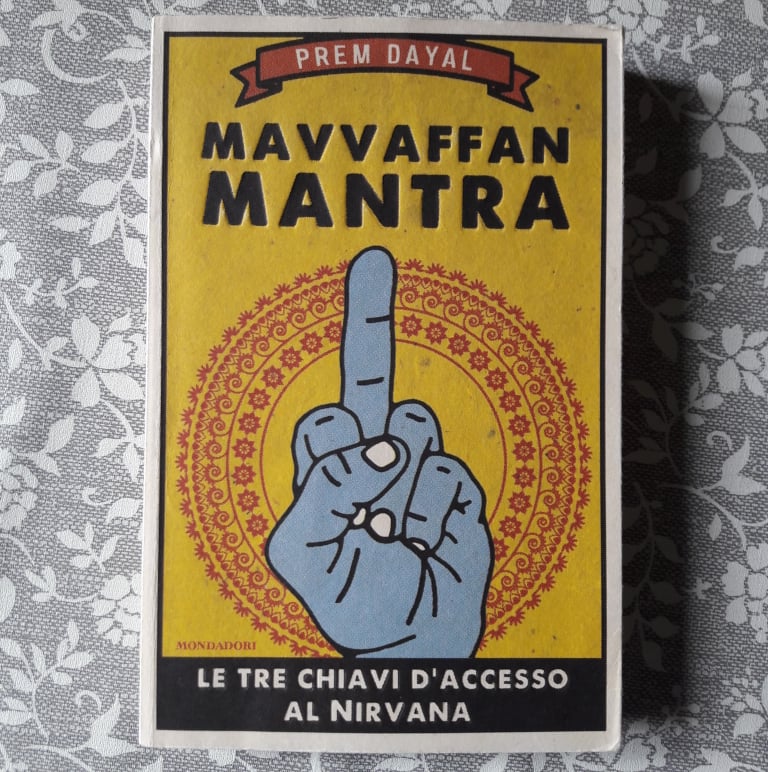 PREM DAYAL
MAVVAFFAN
MANTRA
MONDADORI
LE TRE CHIAVI D'ACCESSO
AL NIRVANA